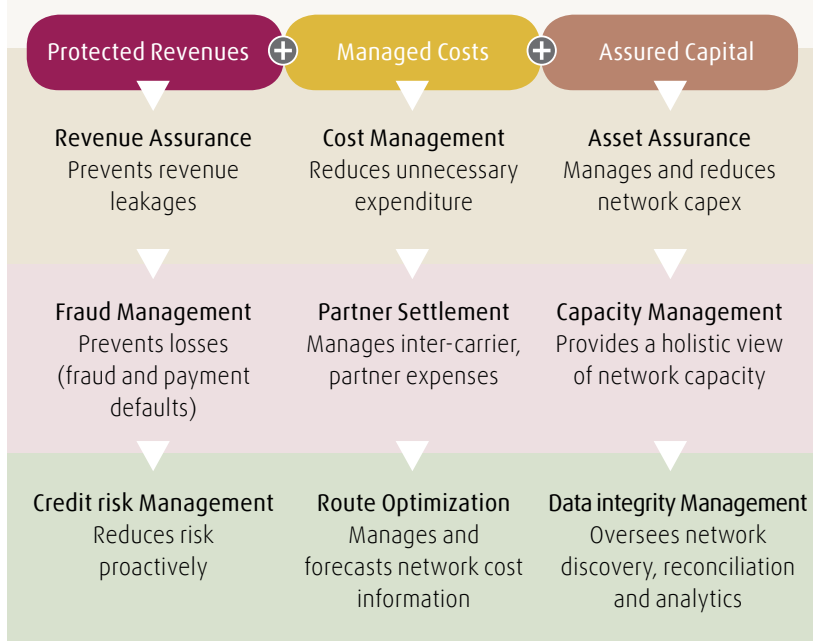 Protected Revenues
+
Managed Costs
+
Assured Capital
Revenue Assurance
Prevents revenue
leakages
Cost Management
Reduces unnecessary
expenditure
Asset Assurance
Manages and reduces
network capex
Fraud Management
Prevents losses
(fraud and payment
defaults)
Partner Settlement
Manages inter-carrier,
partner expenses
Capacity Management
Provides a holistic view
of network capacity
Credit risk Management
Reduces risk
proactively
Route Optimization
Manages and
forecasts network cost
information
Data integrity Management
Oversees network
discovery, reconciliation
and analytics